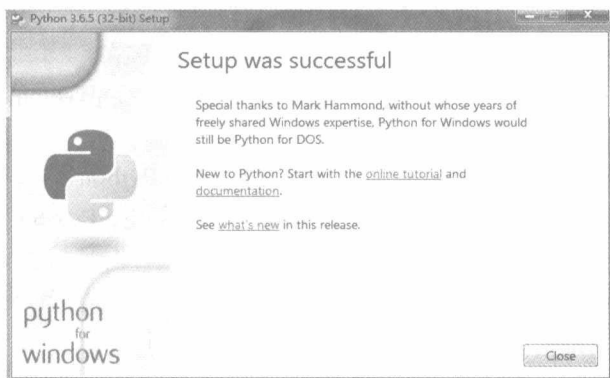 Python 3.6.5 (32-bit) Setup
Setup was successful
Special thanks to Mark Hammond, without whose years of
freely shared Windows expertise, Python for Windows would
still be Python for DOS.
New to Python? Start with the online tutorial and
documentation.
See what's new in this release.
python
for
windows
Close